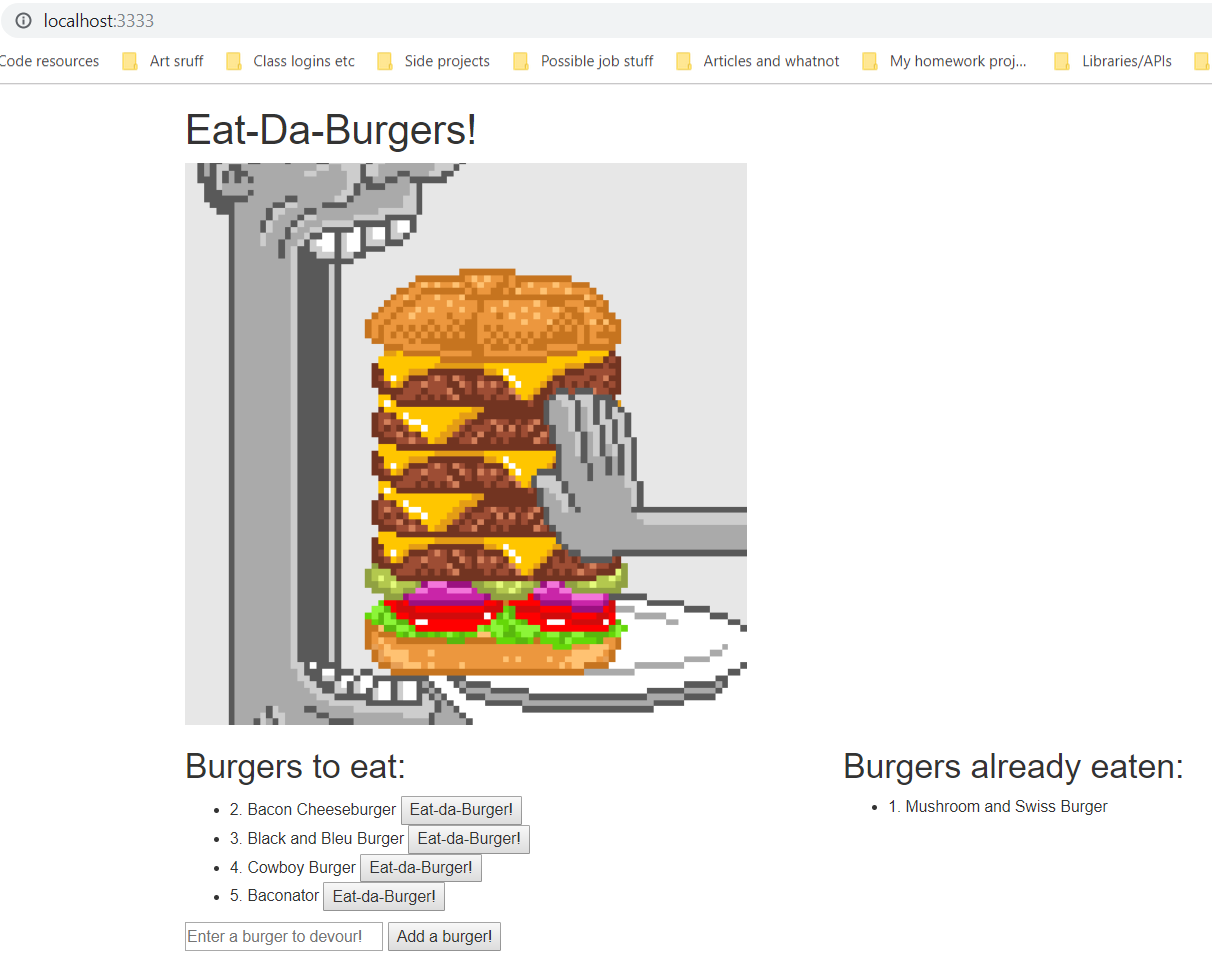 localhost:3333
Code resources Art sruff Class logins etc Side projects Possible job stuff Articles and whatnot My homework proj... Libraries/APIs
Eat-Da-Burgers!
Burgers to eat:
2. Bacon Cheeseburger Eat-da-Burger!
3. Black and Bleu Burger Eat-da-Burger!
4. Cowboy Burger Eat-da-Burger!
5. Baconator Eat-da-Burger!
Enter a burger to devour! Add a burger!
Burgers already eaten:
1. Mushroom and Swiss Burger